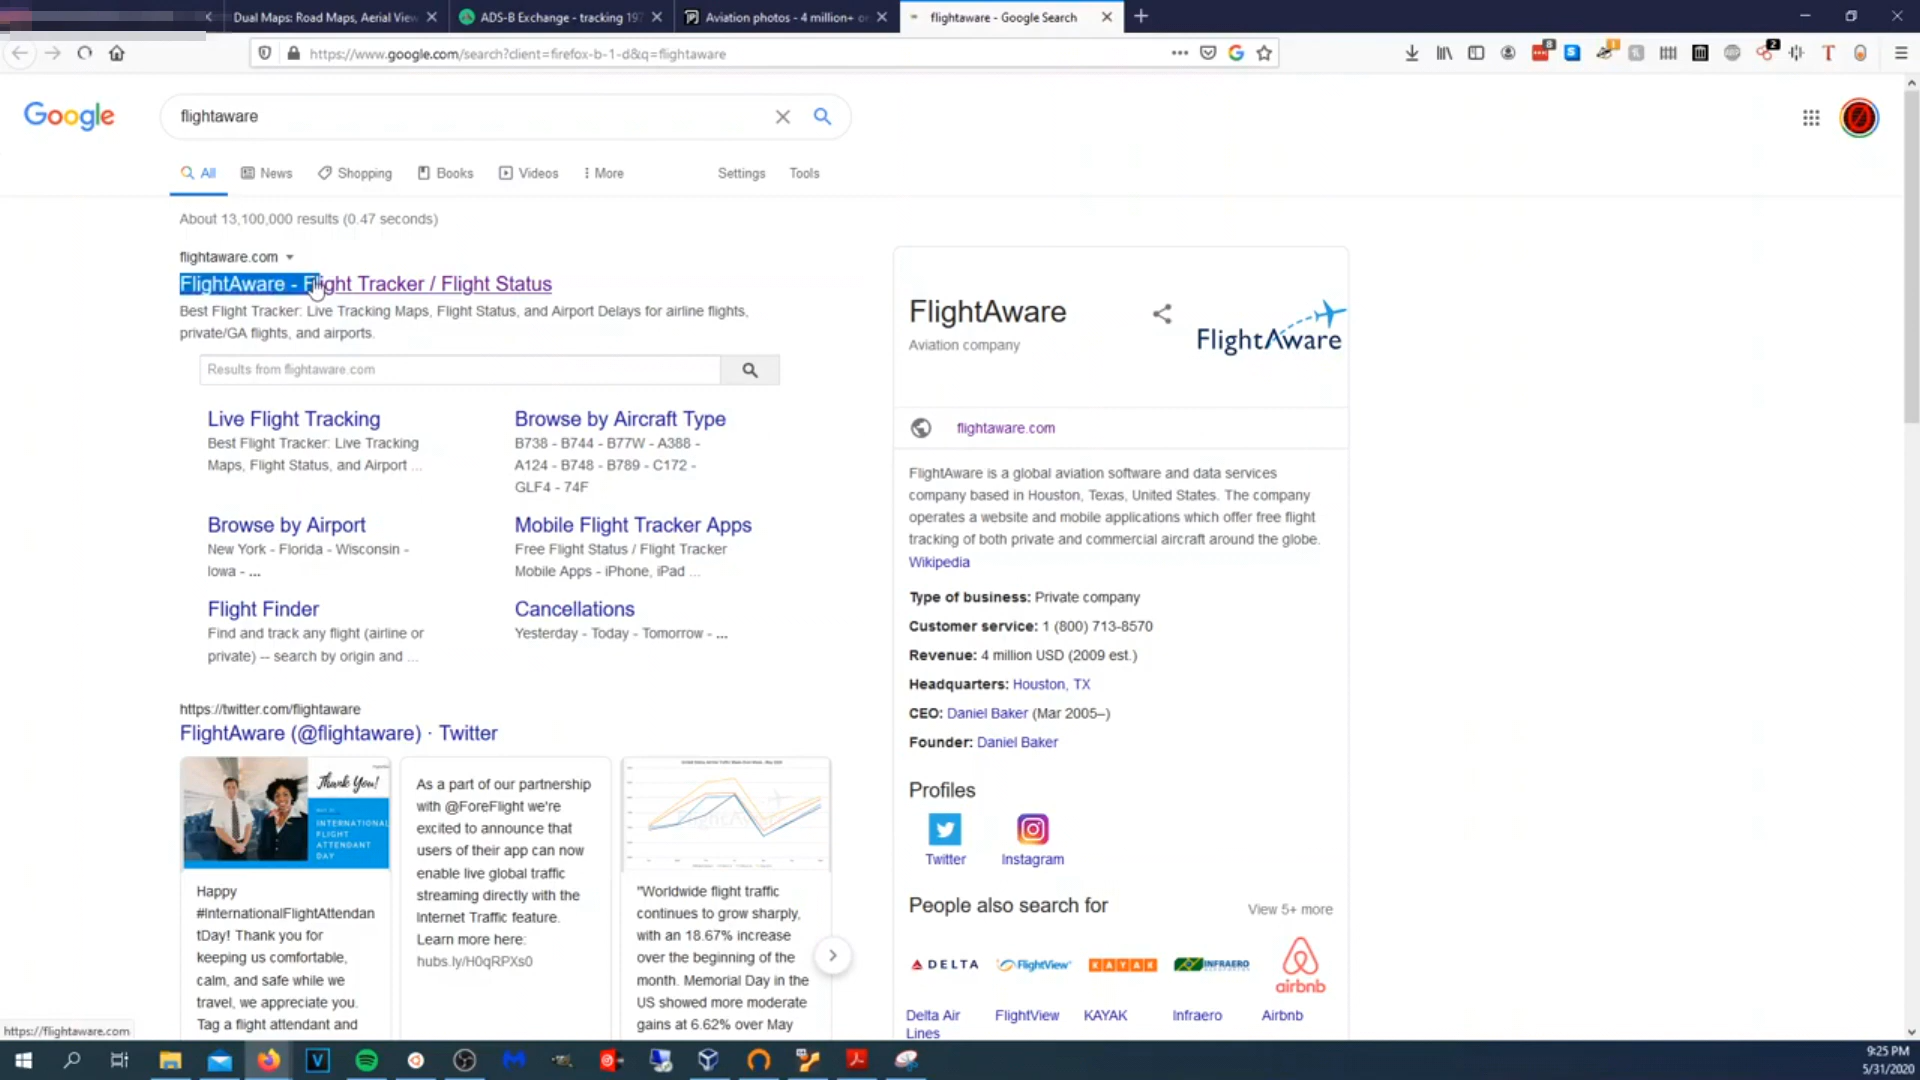 Dual Maps: Road Maps, Aerial View
ADS-B Exchange - tracking 197
Aviation photos - 4 million+ o
flightaware - Google Search
https://www.google.com/search?client=firefox-b-1-d&q=flightaware
8
S
1
2
T
Google
flightaware
All
News
Shopping
Books
Videos
More
Settings
Tools
About 13,100,000 results (0.47 seconds)
flightaware.com
FlightAware - Flight Tracker / Flight Status
Best Flight Tracker: Live Tracking Maps, Flight Status, and Airport Delays for airline flights,
private/GA flights, and airports.
Results from flightaware.com
Live Flight Tracking
Best Flight Tracker: Live Tracking
Maps, Flight Status, and Airport ...
Browse by Aircraft Type
B738 - B744 - B77W - A388 -
A124 - B748 - B789 - C172 -
GLF4 - 74F
Browse by Airport
New York - Florida - Wisconsin -
Iowa - ...
Mobile Flight Tracker Apps
Free Flight Status / Flight Tracker
Mobile Apps - iPhone, iPad ...
Flight Finder
Find and track any flight (airline or
private) -- search by origin and ...
Cancellations
Yesterday - Today - Tomorrow - ...
https://twitter.com/flightaware
FlightAware (@flightaware) · Twitter
Thank You!
INTERNATIONAL
FLIGHT
ATTENDANT
DAY
Happy
#InternationalFlightAttendan
tDay! Thank you for
keeping us comfortable,
calm, and safe while we
travel, we appreciate you.
Tag a flight attendant and
As a part of our partnership
with @ForeFlight we're
excited to announce that
users of their app can now
enable live global traffic
streaming directly with the
Internet Traffic feature.
Learn more here:
hubs.ly/H0qRPXs0
"Worldwide flight traffic
continues to grow sharply,
with an 18.67% increase
over the beginning of the
month. Memorial Day in the
US showed more moderate
gains at 6.62% over May
FlightAware
Aviation company
FlightAware
flightaware.com
FlightAware is a global aviation software and data services
company based in Houston, Texas, United States. The company
operates a website and mobile applications which offer free flight
tracking of both private and commercial aircraft around the globe.
Wikipedia
Type of business: Private company
Customer service: 1 (800) 713-8570
Revenue: 4 million USD (2009 est.)
Headquarters: Houston, TX
CEO: Daniel Baker (Mar 2005–)
Founder: Daniel Baker
Profiles
Twitter
Instagram
People also search for
View 5+ more
DELTA
FlightView
KAYAK
INFRAERO
airbnb
Delta Air
Lines
FlightView
KAYAK
Infraero
Airbnb
https://flightaware.com
V
9:25 PM
5/31/2020